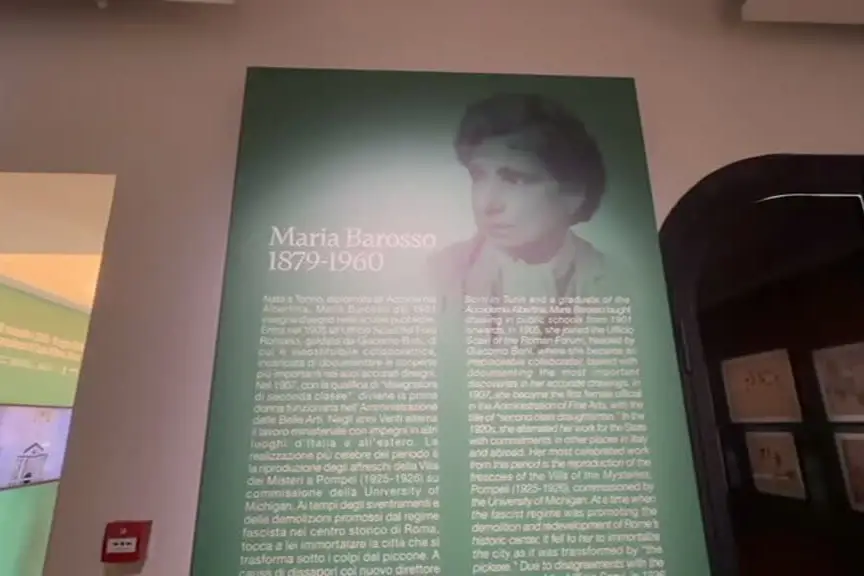 Maria Barosso
1879-1960
Nata a Torino, diplomata all'Accademia
Albertina, Maria Barosso dal 1901
insegna disegno nelle scuole pubbliche.
Entra nel 1905 all'Ufficio Scavi del Foro
Romano, guidato da Giacomo Boni, di
cui è insostituibile collaboratrice,
incaricata di documentare le scoperte
più importanti nei suoi accurati disegni.
Nel 1907, con la qualifica di "disegnatore
di seconda classe", diviene la prima
donna funzionaria nell'Amministrazione
delle Belle Arti. Negli anni Venti alterna
il lavoro ministeriale con impegni in altri
luoghi d'Italia e all'estero. La
realizzazione più celebre del periodo è
la riproduzione degli affreschi della Villa
dei Misteri a Pompei (1925-1926) su
commissione della University of
Michigan. Ai tempi degli sventramenti e
delle demolizioni promossi dal regime
fascista nel centro storico di Roma,
tocca a lei immortalare la città che si
trasforma sotto i colpi del piccone. A
causa di dissapori col nuovo direttore
Born in Turin and a graduate of the
Accademia Albertina, Maria Barosso taught
drawing in public schools from 1901
onwards. In 1905, she joined the Ufficio
Scavi of the Roman Forum, headed by
Giacomo Boni, where she became an
irreplaceable collaborator, tasked with
documenting the most important
discoveries in her accurate drawings. In
1907, she became the first female official
in the Administration of Fine Arts, with the
title of "second class draughtsman." In the
1920s, she alternated her work for the State
with commitments in other places in Italy
and abroad. Her most celebrated work
from this period is the reproduction of the
frescoes of the Villa of the Mysteries,
Pompeii (1925-1926), commissioned by
the University of Michigan. At a time when
the fascist regime was promoting the
demolition and redevelopment of Rome's
historic center, it fell to her to immortalize
the city as it was transformed by "the
pickaxe." Due to disagreements with the